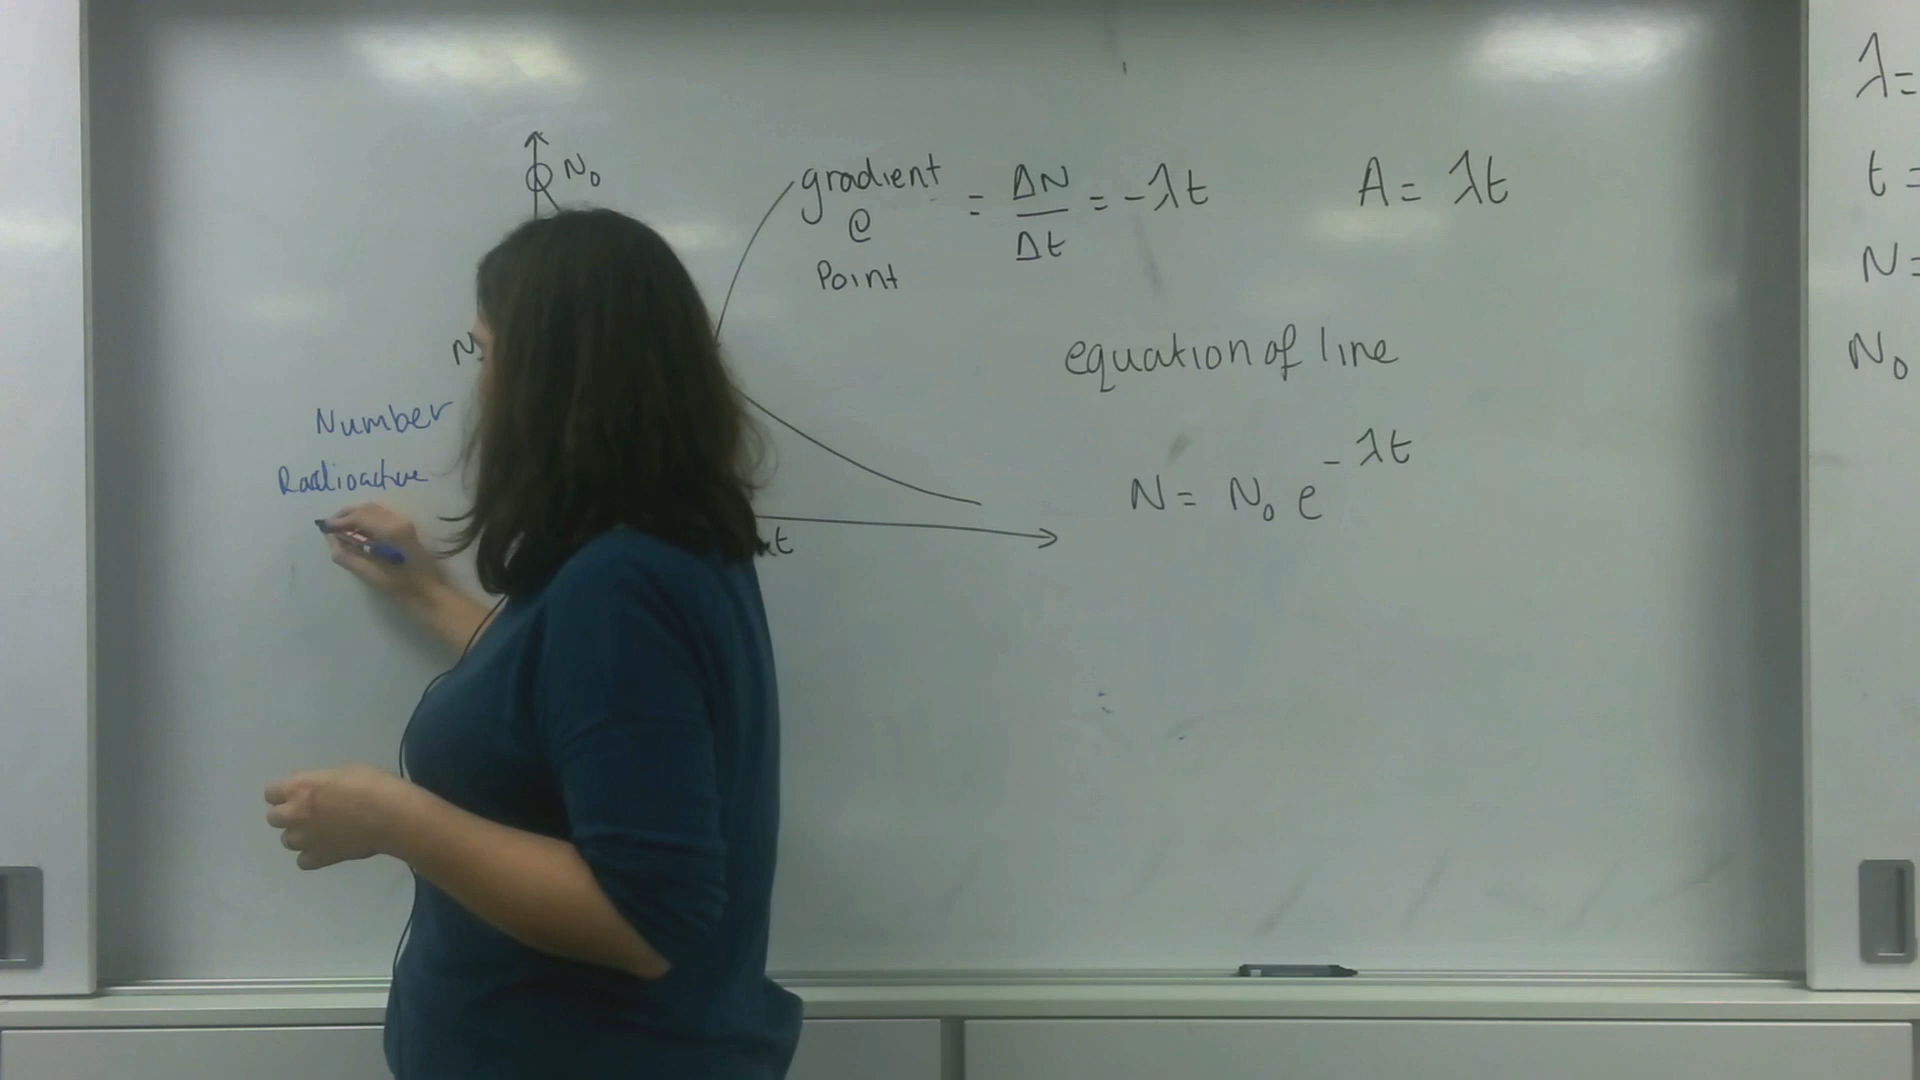 N₀
gradient
@
Point
= ΔN/Δt = -λt
A = λt
N
Number
Radioactive
t
equation of line
N = N₀ e^(-λt)
λ=
t=
N=
N₀